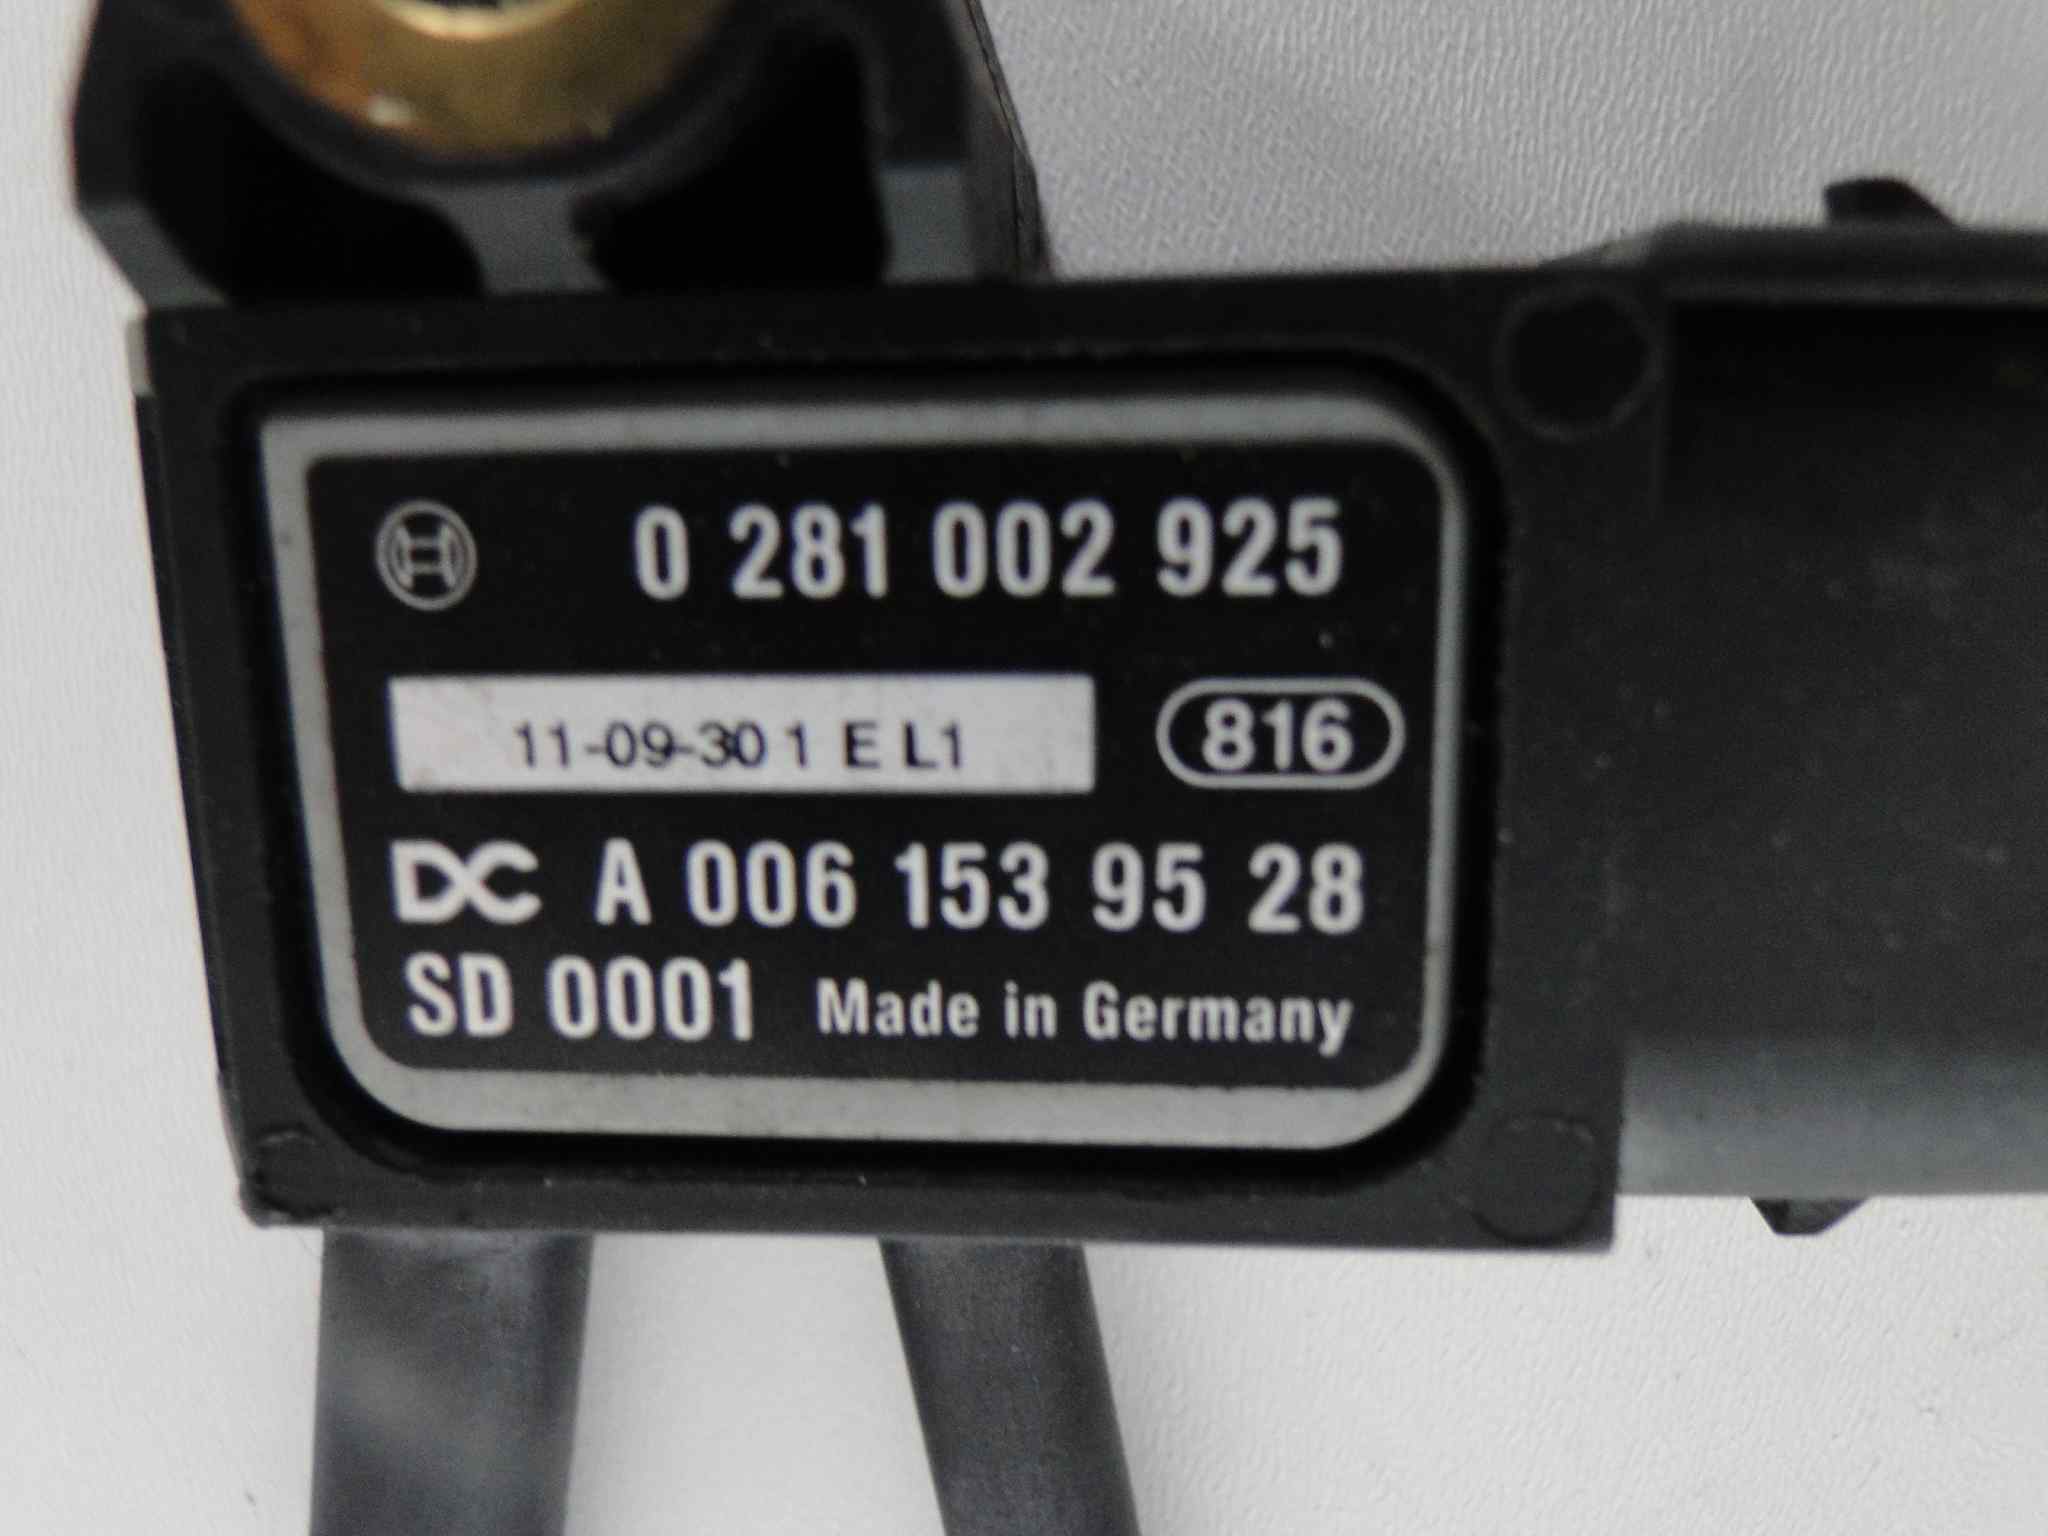 0 281 002 925
11-09-30 1 E L1 816
DC A 006 153 95 28
SD 0001 Made in Germany